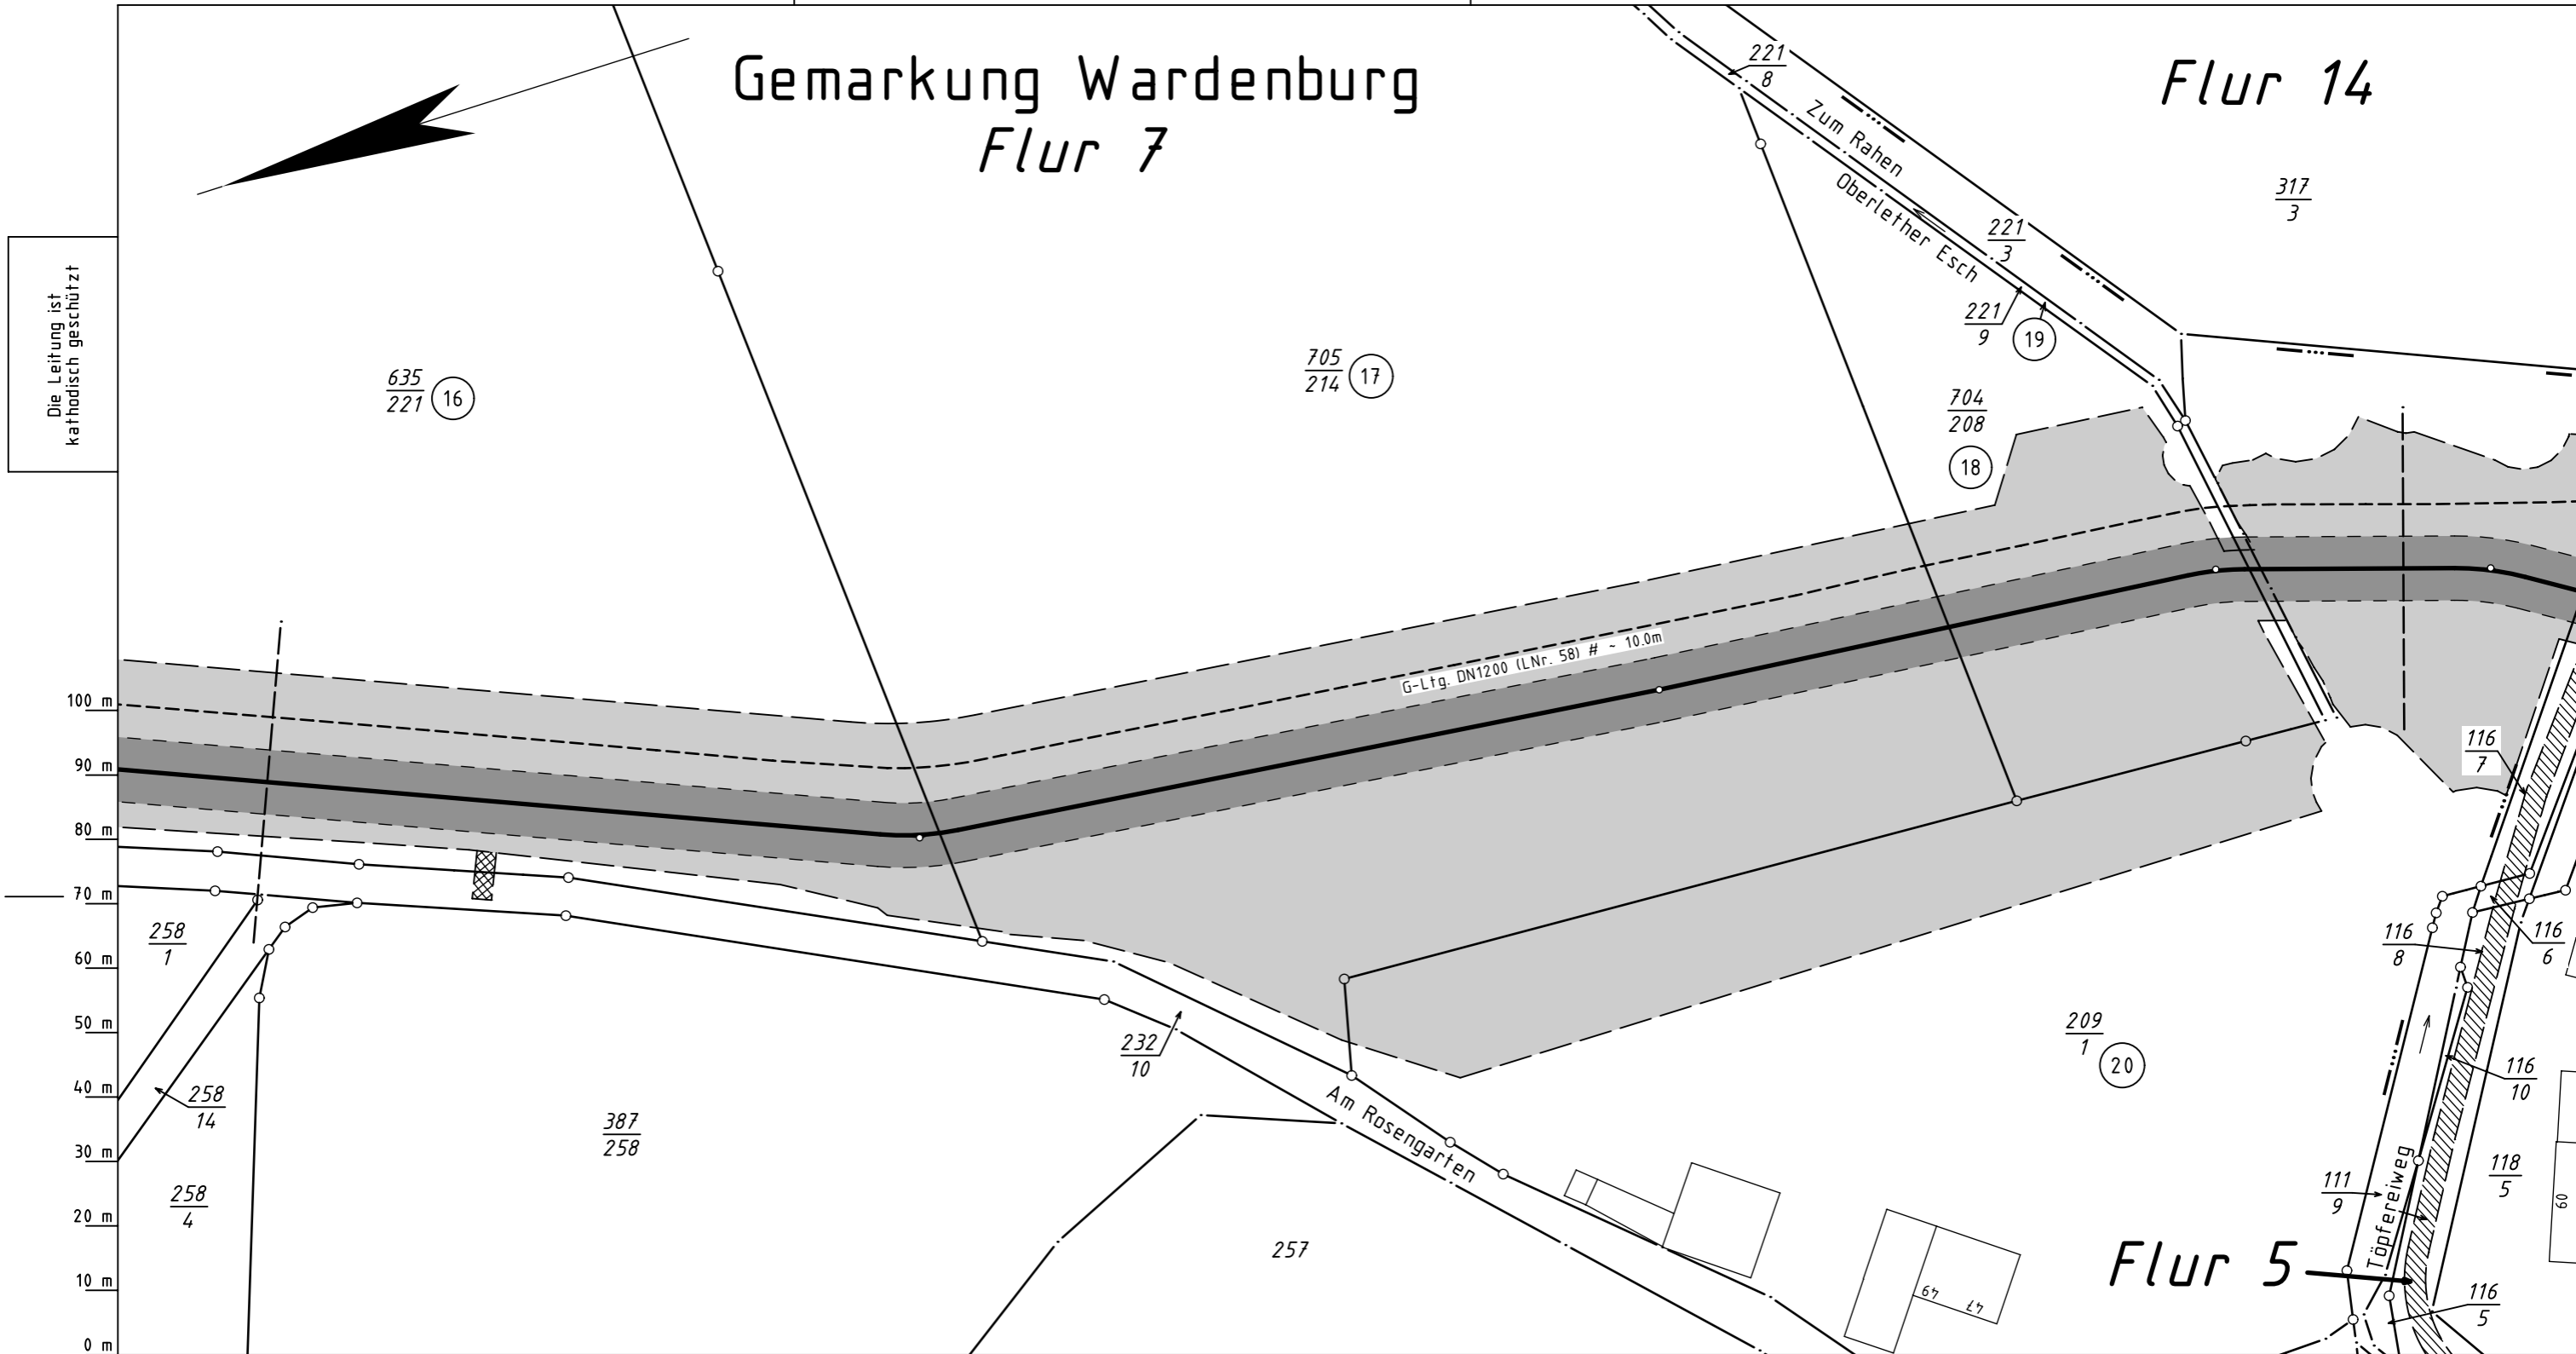 Gemarkung Wardenburg
Flur 7
Flur 14
221
8
Zum Rahen
Oberlether Esch
317
3
221
3
221
9
19
Die Leitung ist
kathodisch geschützt
635
221
16
705
214
17
704
208
18
G-Ltg. DN1200 (LNr. 58) # ~ 10.0m
100 m
90 m
80 m
70 m
60 m
50 m
40 m
30 m
20 m
10 m
0 m
116
7
258
1
116
8
116
6
232
10
209
1
20
258
14
387
258
Am Rosengarten
116
10
258
4
111
9
Töpfereiweg
118
5
60
257
Flur 5
49
47
116
5